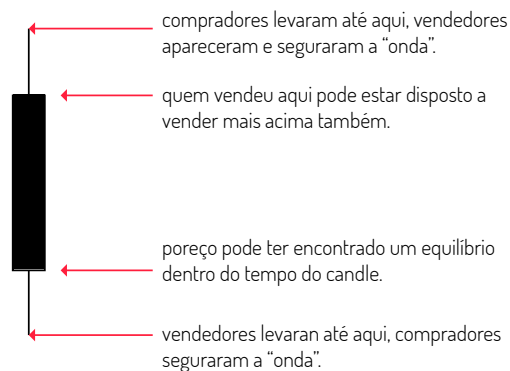 compradores levaram até aqui, vendedores
apareceram e seguraram a “onda”.
quem vendeu aqui pode estar disposto a
vender mais acima também.
poreço pode ter encontrado um equilíbrio
dentro do tempo do candle.
vendedores levaran até aqui, compradores
seguraram a “onda”.